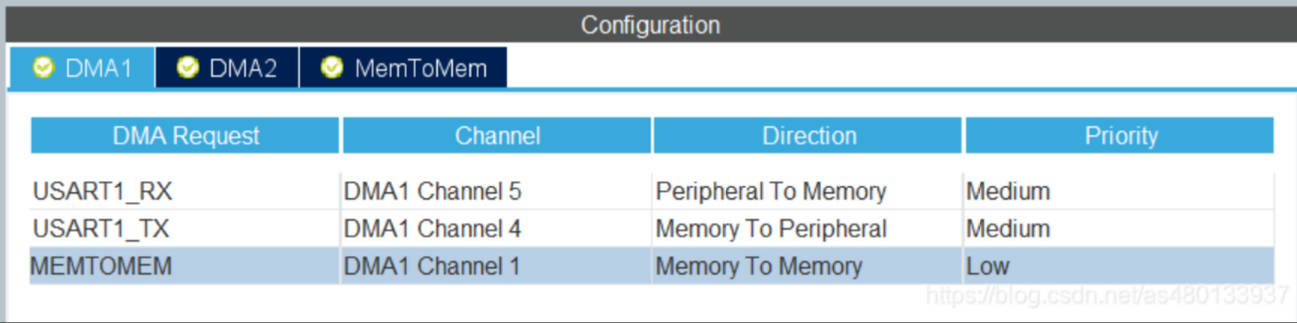 Configuration
DMA1 DMA2 MemToMem
DMA Request Channel Direction Priority
USART1_RX DMA1 Channel 5 Peripheral To Memory Medium
USART1_TX DMA1 Channel 4 Memory To Peripheral Medium
MEMTOMEM DMA1 Channel 1 Memory To Memory Low
https://blog.csdn.net/as480133937